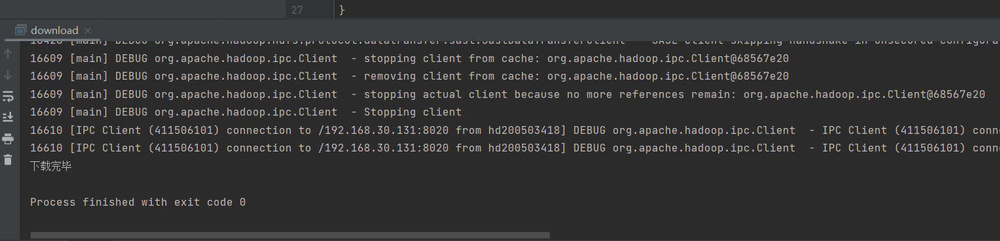 27 }
download
16609 [main] DEBUG org.apache.hadoop.ipc.Client  - stopping client from cache: org.apache.hadoop.ipc.Client@68567e20
16609 [main] DEBUG org.apache.hadoop.ipc.Client  - removing client from cache: org.apache.hadoop.ipc.Client@68567e20
16609 [main] DEBUG org.apache.hadoop.ipc.Client  - stopping actual client because no more references remain: org.apache.hadoop.ipc.Client@68567e20
16609 [main] DEBUG org.apache.hadoop.ipc.Client  - Stopping client
16610 [IPC Client (411506101) connection to /192.168.30.131:8020 from hd200503418] DEBUG org.apache.hadoop.ipc.Client  - IPC Client (411506101) conn
16610 [IPC Client (411506101) connection to /192.168.30.131:8020 from hd200503418] DEBUG org.apache.hadoop.ipc.Client  - IPC Client (411506101) conn
下载完毕
Process finished with exit code 0